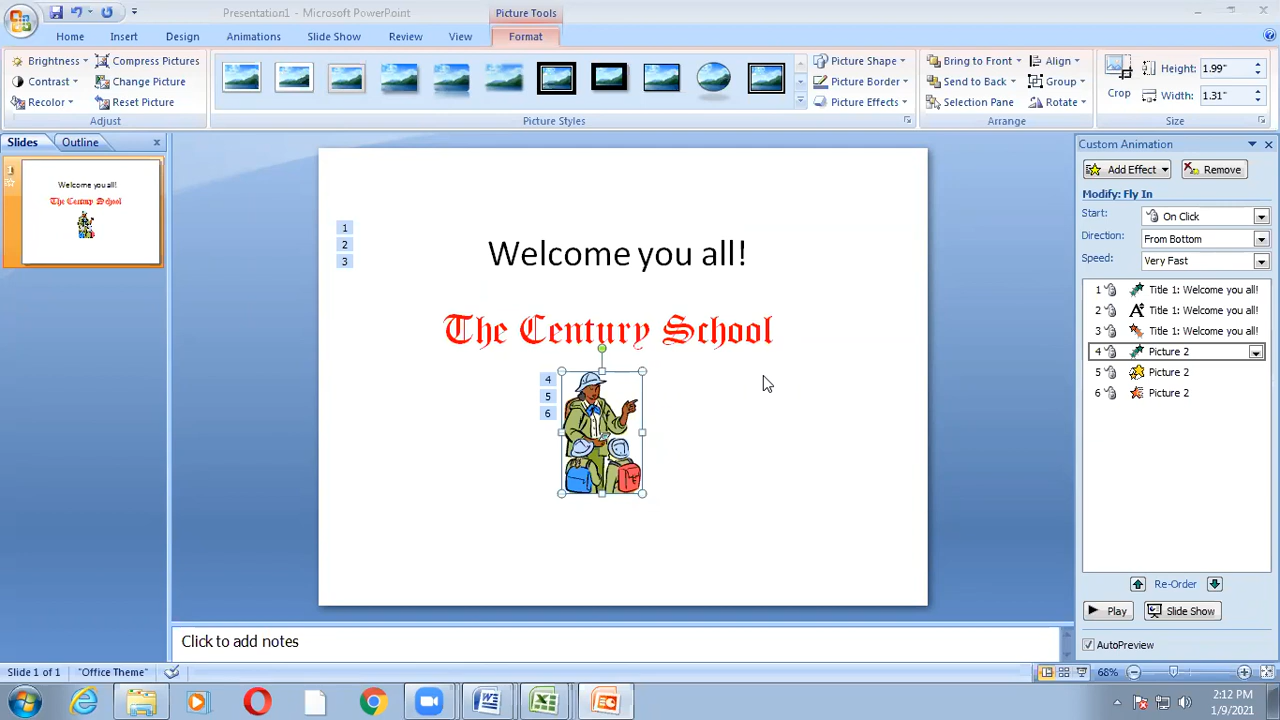 Presentation1 - Microsoft PowerPoint
Picture Tools
Home
Insert
Design
Animations
Slide Show
Review
View
Format
Brightness
Contrast
Recolor
Compress Pictures
Change Picture
Reset Picture
Adjust
Picture Styles
Picture Shape
Picture Border
Picture Effects
Bring to Front
Send to Back
Selection Pane
Align
Group
Rotate
Arrange
Crop
Height: 1.99"
Width: 1.31"
Size
Slides
Outline
1
Welcome you all!
The Century School
1
2
3
Welcome you all!
The Century School
4
5
6
Custom Animation
Add Effect
Remove
Modify: Fly In
Start: On Click
Direction: From Bottom
Speed: Very Fast
1 Title 1: Welcome you all!
2 Title 1: Welcome you all!
3 Title 1: Welcome you all!
4 Picture 2
5 Picture 2
6 Picture 2
Re-Order
Play
Slide Show
AutoPreview
Click to add notes
Slide 1 of 1
"Office Theme"
68%
2:12 PM
1/9/2021